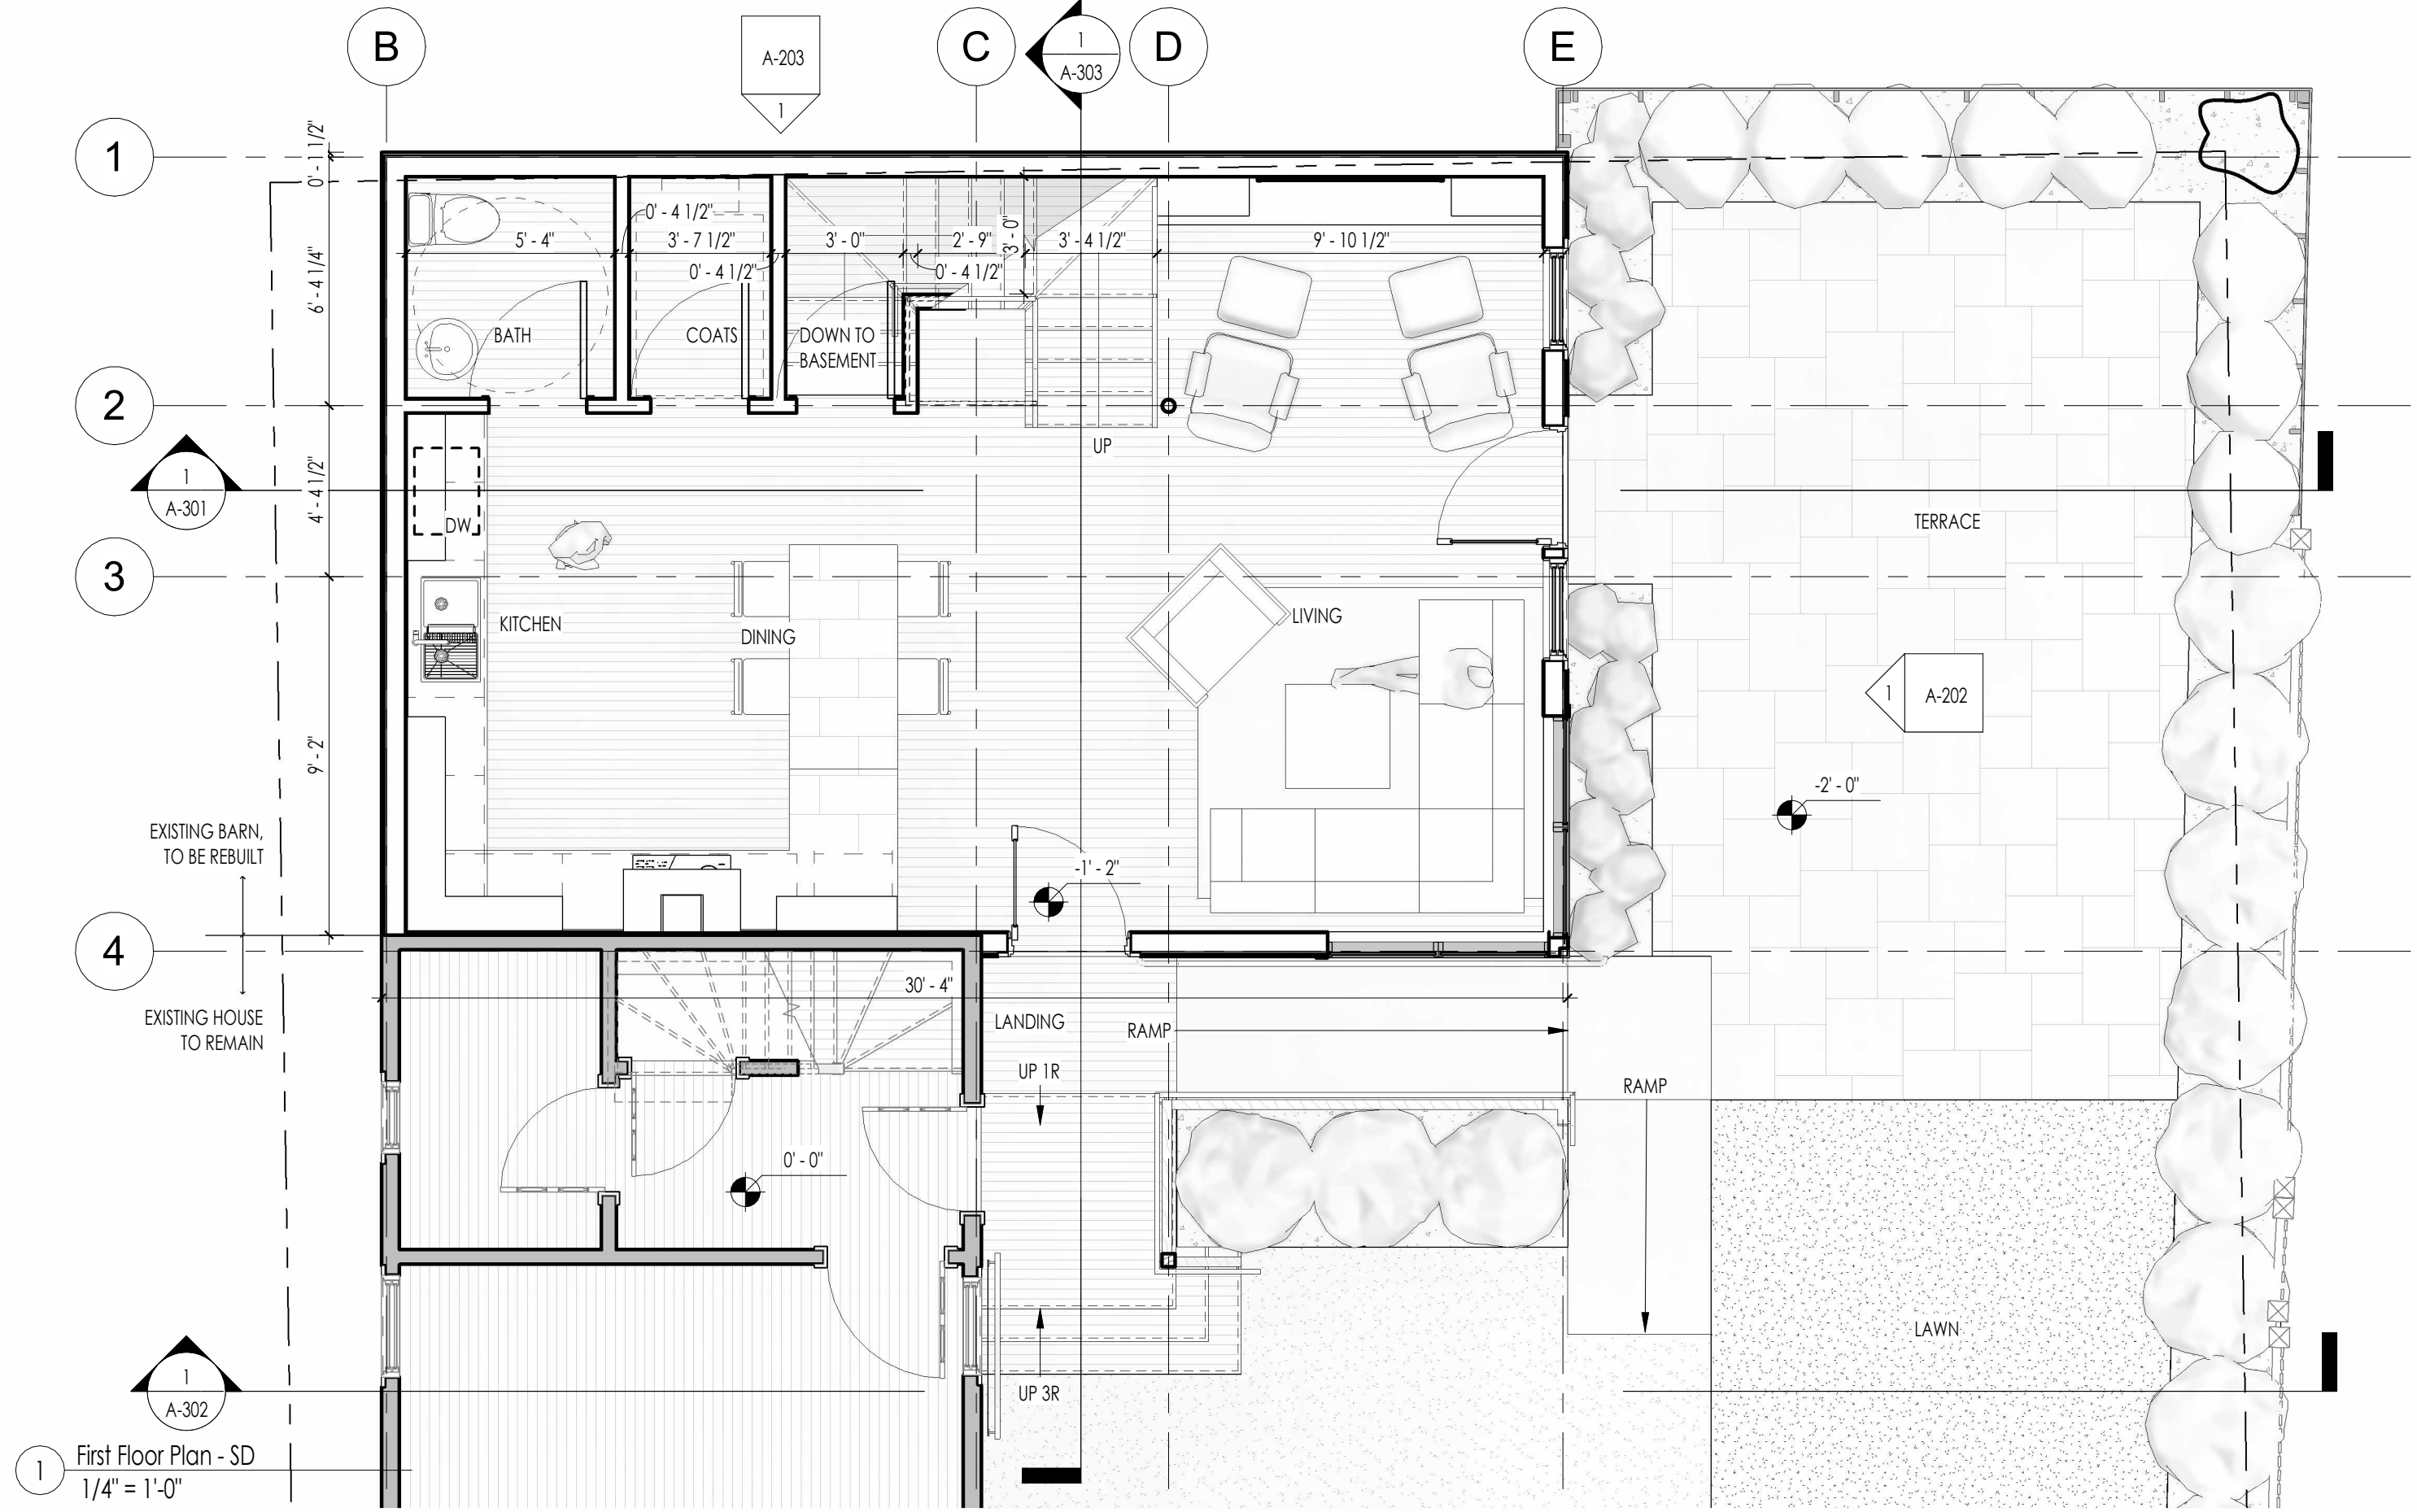 B
A-203
1
C
1
A-303
D
E
1
0' - 1 1/2"
0' - 4 1/2"
5' - 4"
3' - 7 1/2"
3' - 0"
2' - 9"
3' - 0"
3' - 4 1/2"
9' - 10 1/2"
0' - 4 1/2"
0' - 4 1/2"
6' - 4 1/4"
BATH
COATS
DOWN TO
BASEMENT
2
UP
1
A-301
4' - 4 1/2"
DW
TERRACE
3
KITCHEN
DINING
LIVING
1
A-202
9' - 2"
-2' - 0"
EXISTING BARN,
TO BE REBUILT
-1' - 2"
4
30' - 4"
EXISTING HOUSE
TO REMAIN
LANDING
RAMP
UP 1R
RAMP
0' - 0"
LAWN
1
A-302
UP 3R
1
First Floor Plan - SD
1/4" = 1'-0"